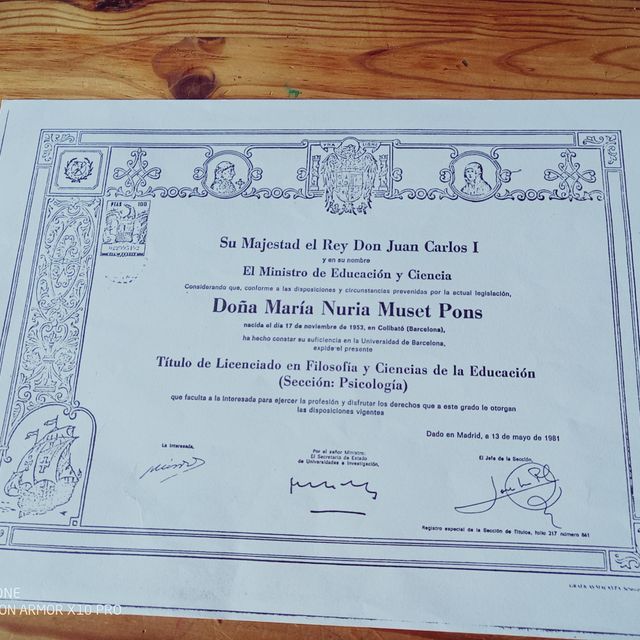 PTAS 100
Su Majestad el Rey Don Juan Carlos I
y en su nombre
El Ministro de Educación y Ciencia
Considerando que, conforme a las disposiciones y circunstancias prevenidas por la actual legislación,
Doña María Nuria Muset Pons
nacida el día 17 de noviembre de 1953, en Collbató (Barcelona),
ha hecho constar su suficiencia en la Universidad de Barcelona,
expide el presente
Título de Licenciado en Filosofía y Ciencias de la Educación
(Sección: Psicología)
que faculta a la interesada para ejercer la profesión y disfrutar los derechos que a este grado le otorgan
las disposiciones vigentes
Dado en Madrid, a 13 de mayo de 1981
La interesada,
Por el señor Ministro:
El Secretario de Estado
de Universidades e Investigación,
El Jefe de la Sección,
Registro especial de la Sección de Títulos, folio 217 número 861
ONE
ON ARMOR X10 PRO